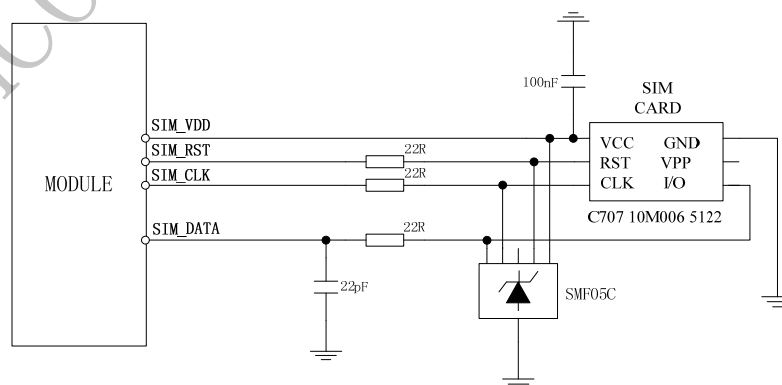 100nF
SIM
CARD
SIM_VDD
SIM_RST
22R
SIM_CLK
22R
SIM_DATA
22R
MODULE
VCC GND
RST VPP
CLK I/O
C707 10M006 5122
22pF
SMF05C